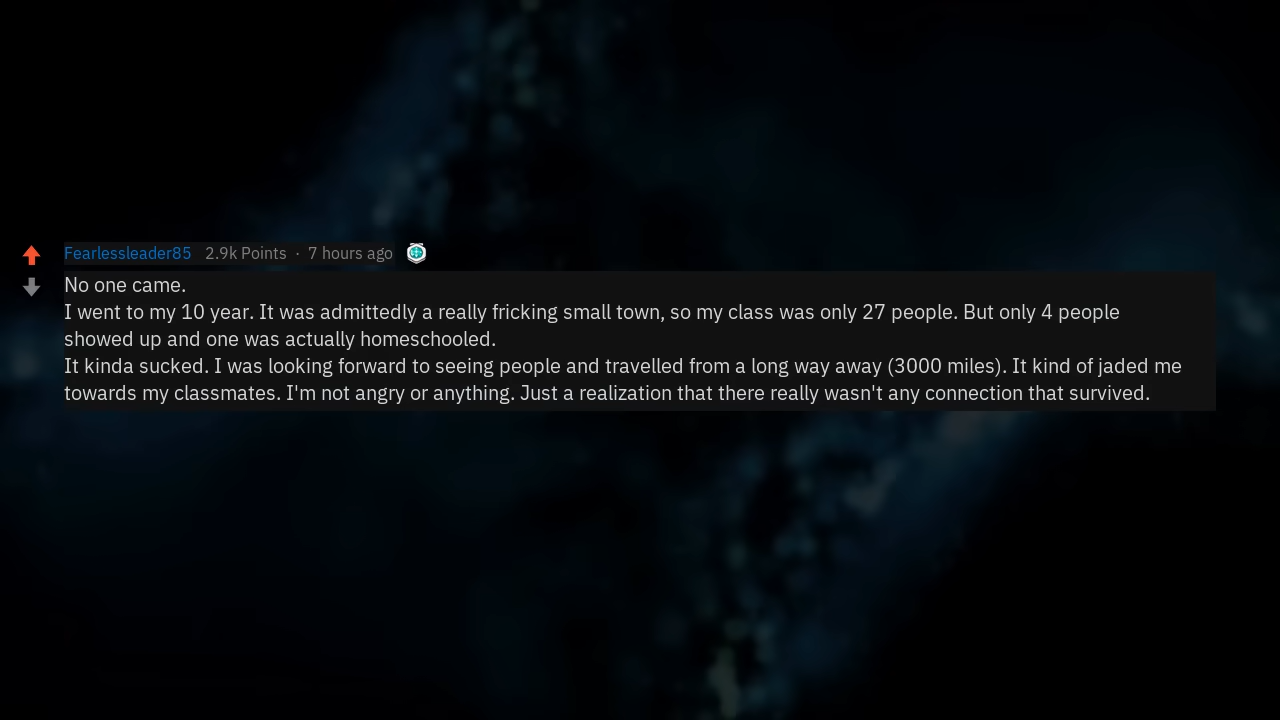 Fearlessleader85 2.9k Points · 7 hours ago
No one came.
I went to my 10 year. It was admittedly a really fricking small town, so my class was only 27 people. But only 4 people
showed up and one was actually homeschooled.
It kinda sucked. I was looking forward to seeing people and travelled from a long way away (3000 miles). It kind of jaded me
towards my classmates. I'm not angry or anything. Just a realization that there really wasn't any connection that survived.